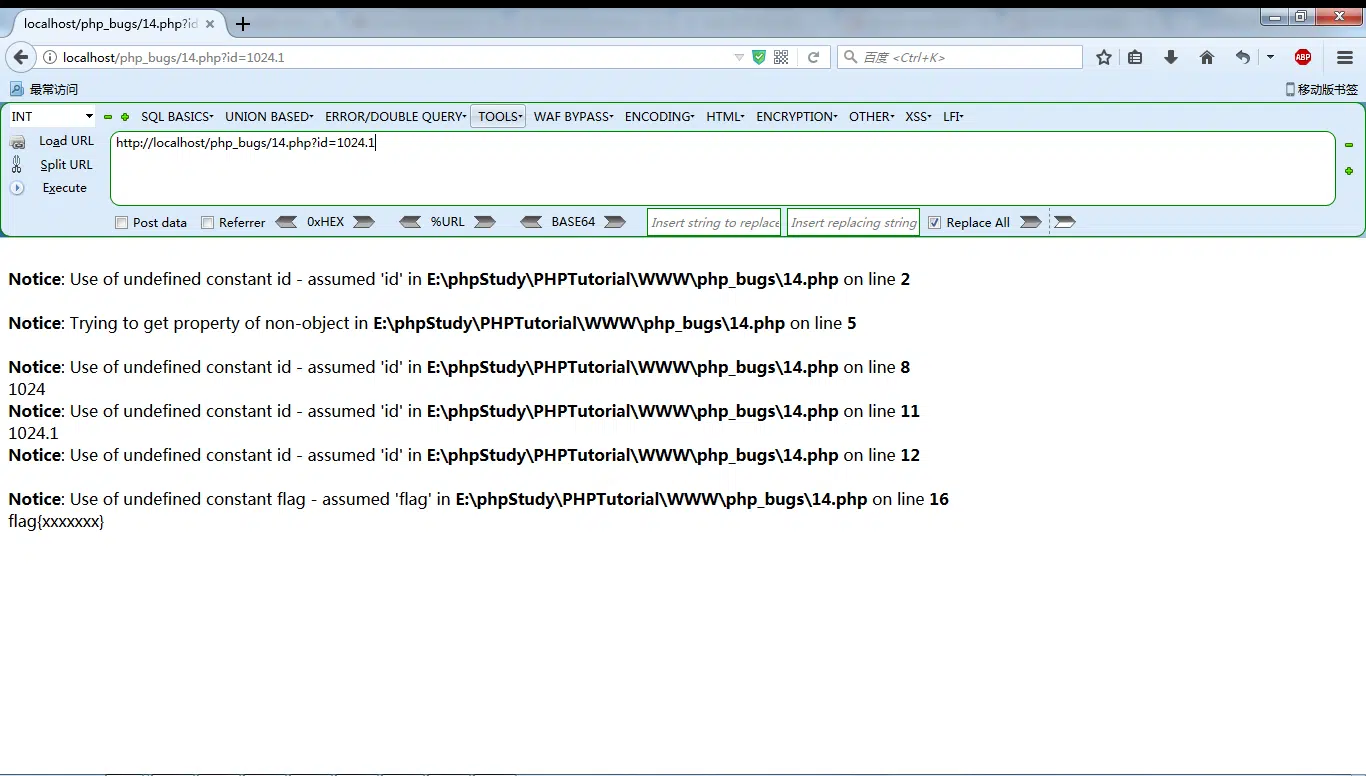 localhost/php_bugs/14.php?id
localhost/php_bugs/14.php?id=1024.1
百度 <Ctrl+K>
ABP
最常访问
移动版书签
INT
SQL BASICS
UNION BASED
ERROR/DOUBLE QUERY
TOOLS
WAF BYPASS
ENCODING
HTML
ENCRYPTION
OTHER
XSS
LFI
Load URL
http://localhost/php_bugs/14.php?id=1024.1
Split URL
Execute
Post data
Referrer
0xHEX
%URL
BASE64
Insert string to replace
Insert replacing string
Replace All
Notice: Use of undefined constant id - assumed 'id' in E:\phpStudy\PHPTutorial\WWW\php_bugs\14.php on line 2
Notice: Trying to get property of non-object in E:\phpStudy\PHPTutorial\WWW\php_bugs\14.php on line 5
Notice: Use of undefined constant id - assumed 'id' in E:\phpStudy\PHPTutorial\WWW\php_bugs\14.php on line 8
1024
Notice: Use of undefined constant id - assumed 'id' in E:\phpStudy\PHPTutorial\WWW\php_bugs\14.php on line 11
1024.1
Notice: Use of undefined constant id - assumed 'id' in E:\phpStudy\PHPTutorial\WWW\php_bugs\14.php on line 12
Notice: Use of undefined constant flag - assumed 'flag' in E:\phpStudy\PHPTutorial\WWW\php_bugs\14.php on line 16
flag{xxxxxxx}